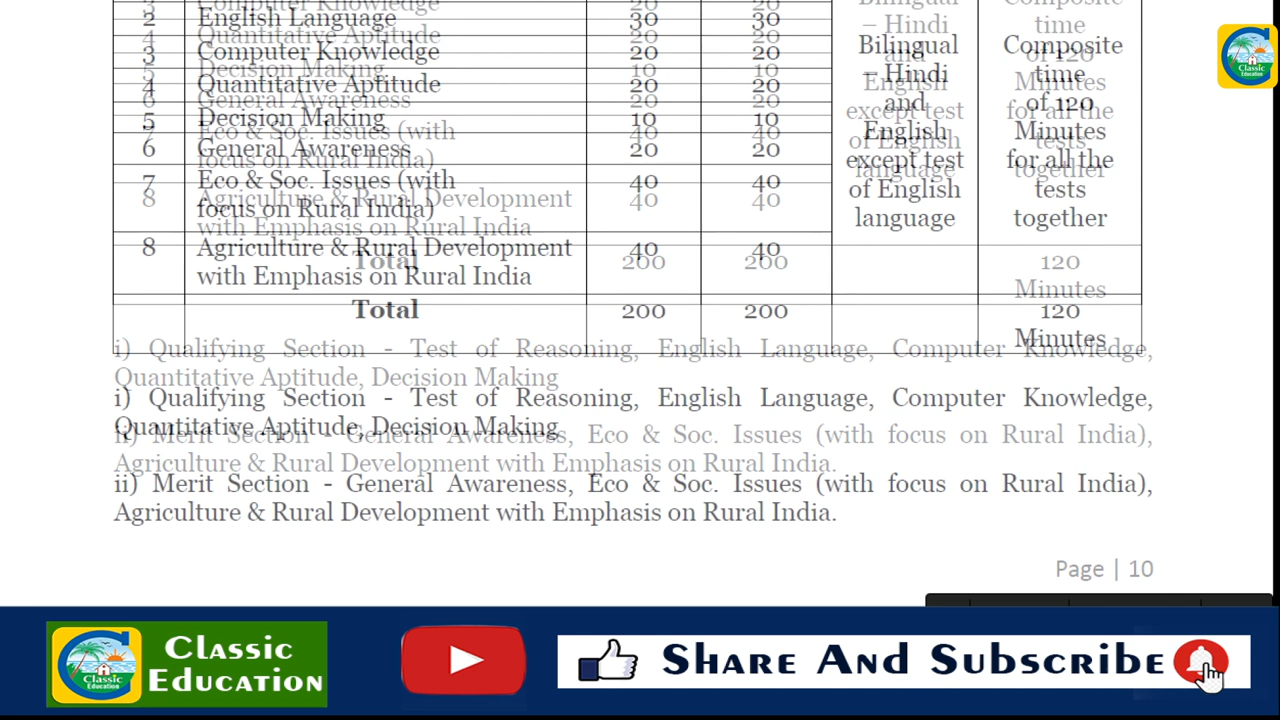 2 English Language 30 30
3 Computer Knowledge 20 20
4 Quantitative Aptitude 20 20
5 Decision Making 10 10
6 General Awareness 20 20
7 Eco & Soc. Issues (with focus on Rural India) 40 40
8 Agriculture & Rural Development with Emphasis on Rural India 40 40
Bilingual
– Hindi
and
English
except test
of English
language
Composite
time
of 120
Minutes
for all the
tests
together
Total 200 200 120 Minutes
i) Qualifying Section - Test of Reasoning, English Language, Computer Knowledge,
Quantitative Aptitude, Decision Making
ii) Merit Section - General Awareness, Eco & Soc. Issues (with focus on Rural India),
Agriculture & Rural Development with Emphasis on Rural India.
Page | 10
Classic
Education
Classic
Education
Classic
Education
Share And Subscribe